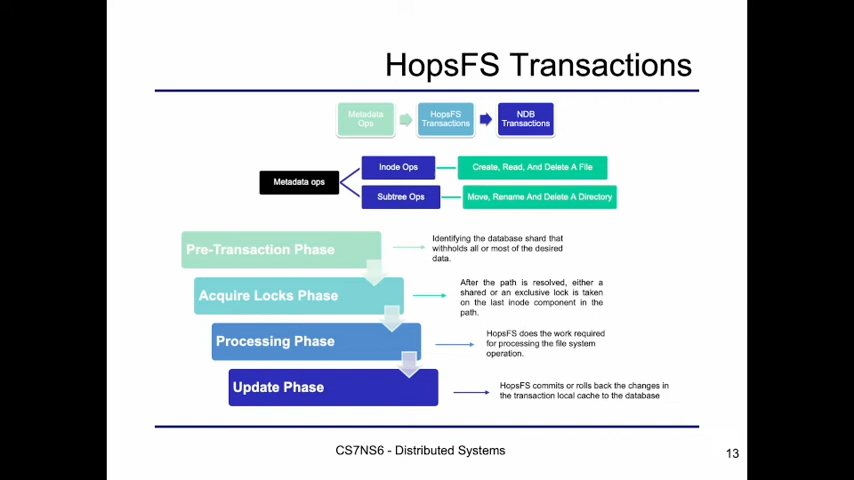 HopsFS Transactions
Metadata
Ops
HopsFS
Transactions
NDB
Transactions
Metadata ops
Inode Ops
Create, Read, And Delete A File
Subtree Ops
Move, Rename And Delete A Directory
Pre-Transaction Phase
Identifying the database shard that
withholds all or most of the desired
data.
Acquire Locks Phase
After the path is resolved, either a
shared or an exclusive lock is taken
on the last inode component in the
path.
Processing Phase
HopsFS does the work required
for processing the file system
operation.
Update Phase
HopsFS commits or rolls back the changes in
the transaction local cache to the database
CS7NS6 - Distributed Systems
13